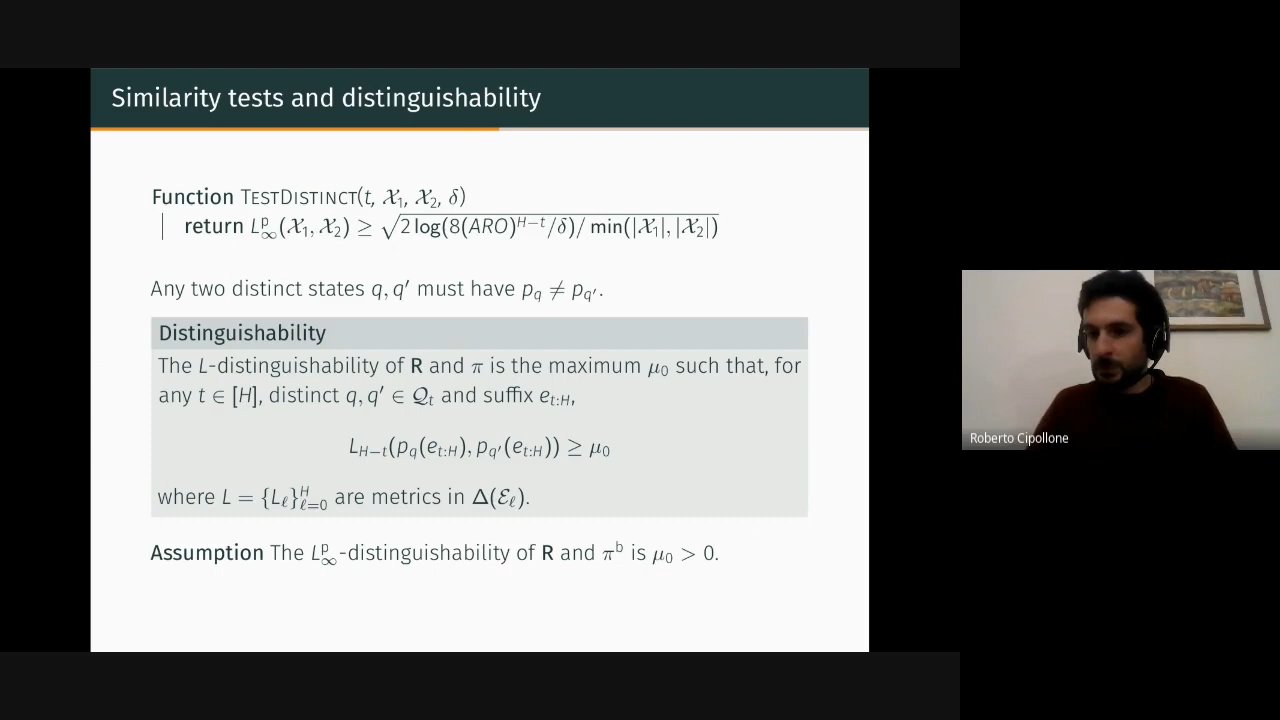 Similarity tests and distinguishability
Function TESTDISTINCT(t, 𝒳₁, 𝒳₂, δ)
return L^p_∞(𝒳₁, 𝒳₂) ≥ √(2 log(8(ARO)^{H−t}/δ)/ min(|𝒳₁|, |𝒳₂|))
Any two distinct states q, q′ must have p_q ≠ p_{q′}.
Distinguishability
The L-distinguishability of R and π is the maximum μ₀ such that, for
any t ∈ [H], distinct q, q′ ∈ 𝒬_t and suffix e_{t:H},
L_{H−t}(p_q(e_{t:H}), p_{q′}(e_{t:H})) ≥ μ₀
where L = {L_ℓ}^H_{ℓ=0} are metrics in Δ(ℰ_ℓ).
Assumption The L^p_∞-distinguishability of R and π^b is μ₀ > 0.
Roberto Cipollone